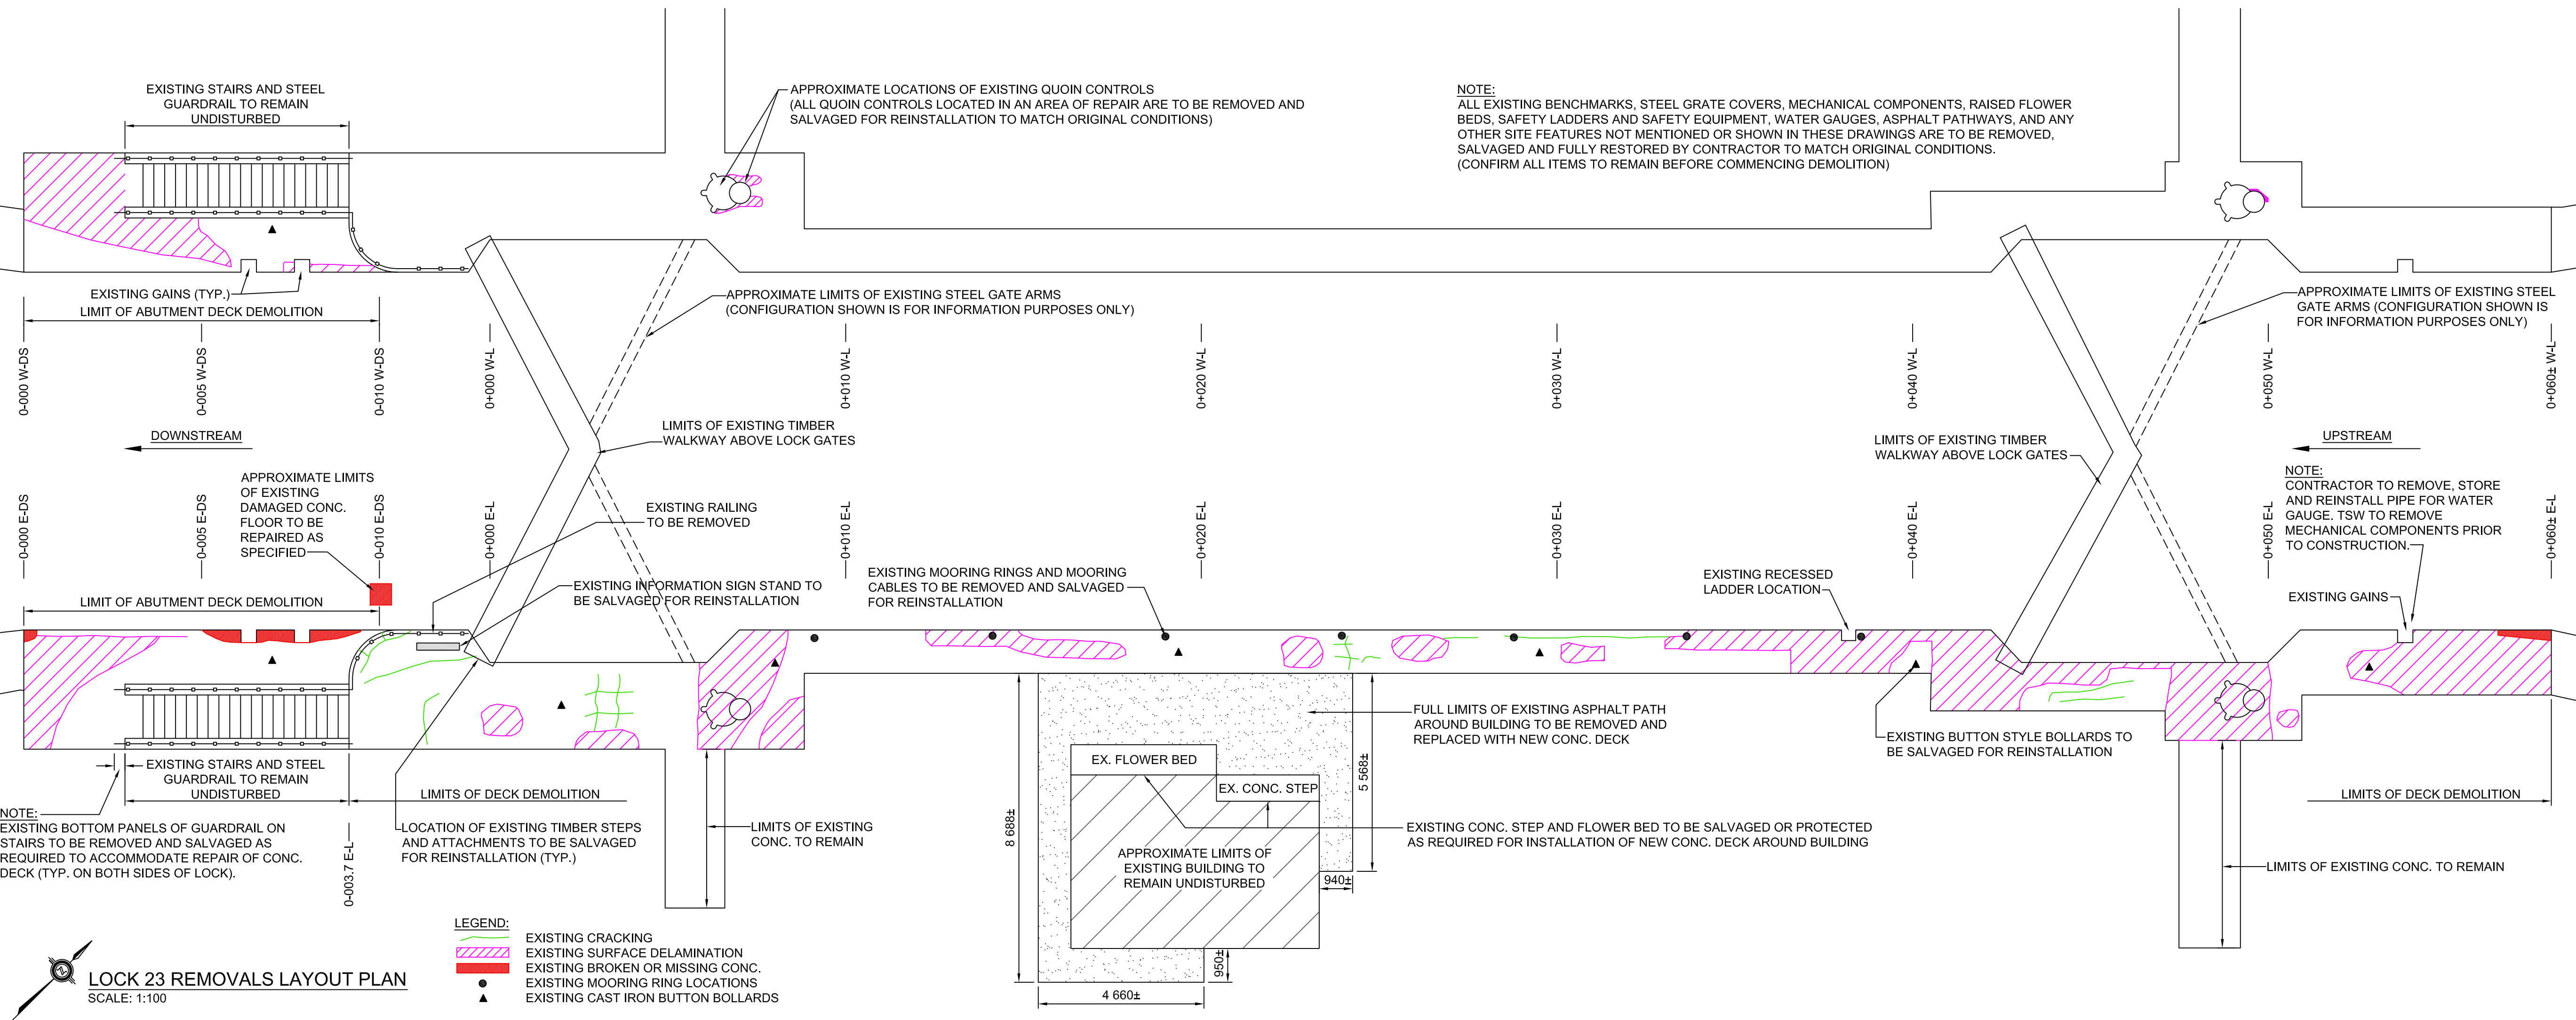 EXISTING STAIRS AND STEEL
GUARDRAIL TO REMAIN
UNDISTURBED
APPROXIMATE LOCATIONS OF EXISTING QUOIN CONTROLS
(ALL QUOIN CONTROLS LOCATED IN AN AREA OF REPAIR ARE TO BE REMOVED AND
SALVAGED FOR REINSTALLATION TO MATCH ORIGINAL CONDITIONS)
NOTE:
ALL EXISTING BENCHMARKS, STEEL GRATE COVERS, MECHANICAL COMPONENTS, RAISED FLOWER
BEDS, SAFETY LADDERS AND SAFETY EQUIPMENT, WATER GAUGES, ASPHALT PATHWAYS, AND ANY
OTHER SITE FEATURES NOT MENTIONED OR SHOWN IN THESE DRAWINGS ARE TO BE REMOVED,
SALVAGED AND FULLY RESTORED BY CONTRACTOR TO MATCH ORIGINAL CONDITIONS.
(CONFIRM ALL ITEMS TO REMAIN BEFORE COMMENCING DEMOLITION)
EXISTING GAINS (TYP.)
LIMIT OF ABUTMENT DECK DEMOLITION
APPROXIMATE LIMITS OF EXISTING STEEL GATE ARMS
(CONFIGURATION SHOWN IS FOR INFORMATION PURPOSES ONLY)
APPROXIMATE LIMITS OF EXISTING STEEL
GATE ARMS (CONFIGURATION SHOWN IS
FOR INFORMATION PURPOSES ONLY)
0-000 W-DS
0-005 W-DS
0-010 W-DS
0+000 W-L
0+010 W-L
0+020 W-L
0+030 W-L
0+040 W-L
0+050 W-L
0+060± W-L
DOWNSTREAM
LIMITS OF EXISTING TIMBER
WALKWAY ABOVE LOCK GATES
LIMITS OF EXISTING TIMBER
WALKWAY ABOVE LOCK GATES
UPSTREAM
APPROXIMATE LIMITS
OF EXISTING
DAMAGED CONC.
FLOOR TO BE
REPAIRED AS
SPECIFIED
NOTE:
CONTRACTOR TO REMOVE, STORE
AND REINSTALL PIPE FOR WATER
GAUGE. TSW TO REMOVE
MECHANICAL COMPONENTS PRIOR
TO CONSTRUCTION.
0-000 E-DS
0-005 E-DS
0-010 E-DS
0+000 E-L
0+010 E-L
0+020 E-L
0+030 E-L
0+040 E-L
0+050 E-L
0+060± E-L
EXISTING RAILING
TO BE REMOVED
EXISTING INFORMATION SIGN STAND TO
BE SALVAGED FOR REINSTALLATION
EXISTING MOORING RINGS AND MOORING
CABLES TO BE REMOVED AND SALVAGED
FOR REINSTALLATION
EXISTING RECESSED
LADDER LOCATION
EXISTING GAINS
LIMIT OF ABUTMENT DECK DEMOLITION
FULL LIMITS OF EXISTING ASPHALT PATH
AROUND BUILDING TO BE REMOVED AND
REPLACED WITH NEW CONC. DECK
EXISTING BUTTON STYLE BOLLARDS TO
BE SALVAGED FOR REINSTALLATION
EXISTING STAIRS AND STEEL
GUARDRAIL TO REMAIN
UNDISTURBED
LIMITS OF DECK DEMOLITION
EX. FLOWER BED
EX. CONC. STEP
5 568±
8 688±
LIMITS OF DECK DEMOLITION
NOTE:
EXISTING BOTTOM PANELS OF GUARDRAIL ON
STAIRS TO BE REMOVED AND SALVAGED AS
REQUIRED TO ACCOMMODATE REPAIR OF CONC.
DECK (TYP. ON BOTH SIDES OF LOCK).
0-003.7 E-L
LOCATION OF EXISTING TIMBER STEPS
AND ATTACHMENTS TO BE SALVAGED
FOR REINSTALLATION (TYP.)
LIMITS OF EXISTING
CONC. TO REMAIN
EXISTING CONC. STEP AND FLOWER BED TO BE SALVAGED OR PROTECTED
AS REQUIRED FOR INSTALLATION OF NEW CONC. DECK AROUND BUILDING
APPROXIMATE LIMITS OF
EXISTING BUILDING TO
REMAIN UNDISTURBED
940±
LIMITS OF EXISTING CONC. TO REMAIN
950±
4 660±
LEGEND:
EXISTING CRACKING
EXISTING SURFACE DELAMINATION
EXISTING BROKEN OR MISSING CONC.
EXISTING MOORING RING LOCATIONS
EXISTING CAST IRON BUTTON BOLLARDS
LOCK 23 REMOVALS LAYOUT PLAN
SCALE: 1:100